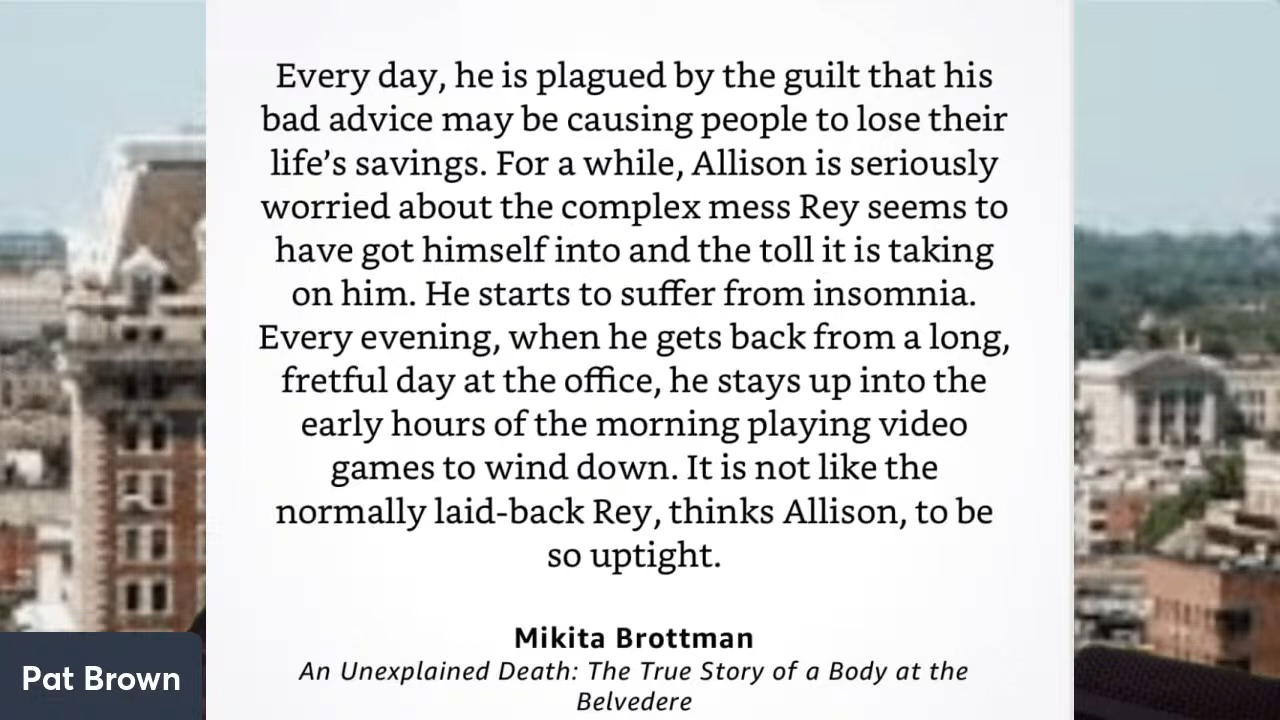 Every day, he is plagued by the guilt that his
bad advice may be causing people to lose their
life’s savings. For a while, Allison is seriously
worried about the complex mess Rey seems to
have got himself into and the toll it is taking
on him. He starts to suffer from insomnia.
Every evening, when he gets back from a long,
fretful day at the office, he stays up into the
early hours of the morning playing video
games to wind down. It is not like the
normally laid-back Rey, thinks Allison, to be
so uptight.
Mikita Brottman
An Unexplained Death: The True Story of a Body at the
Belvedere
Pat Brown